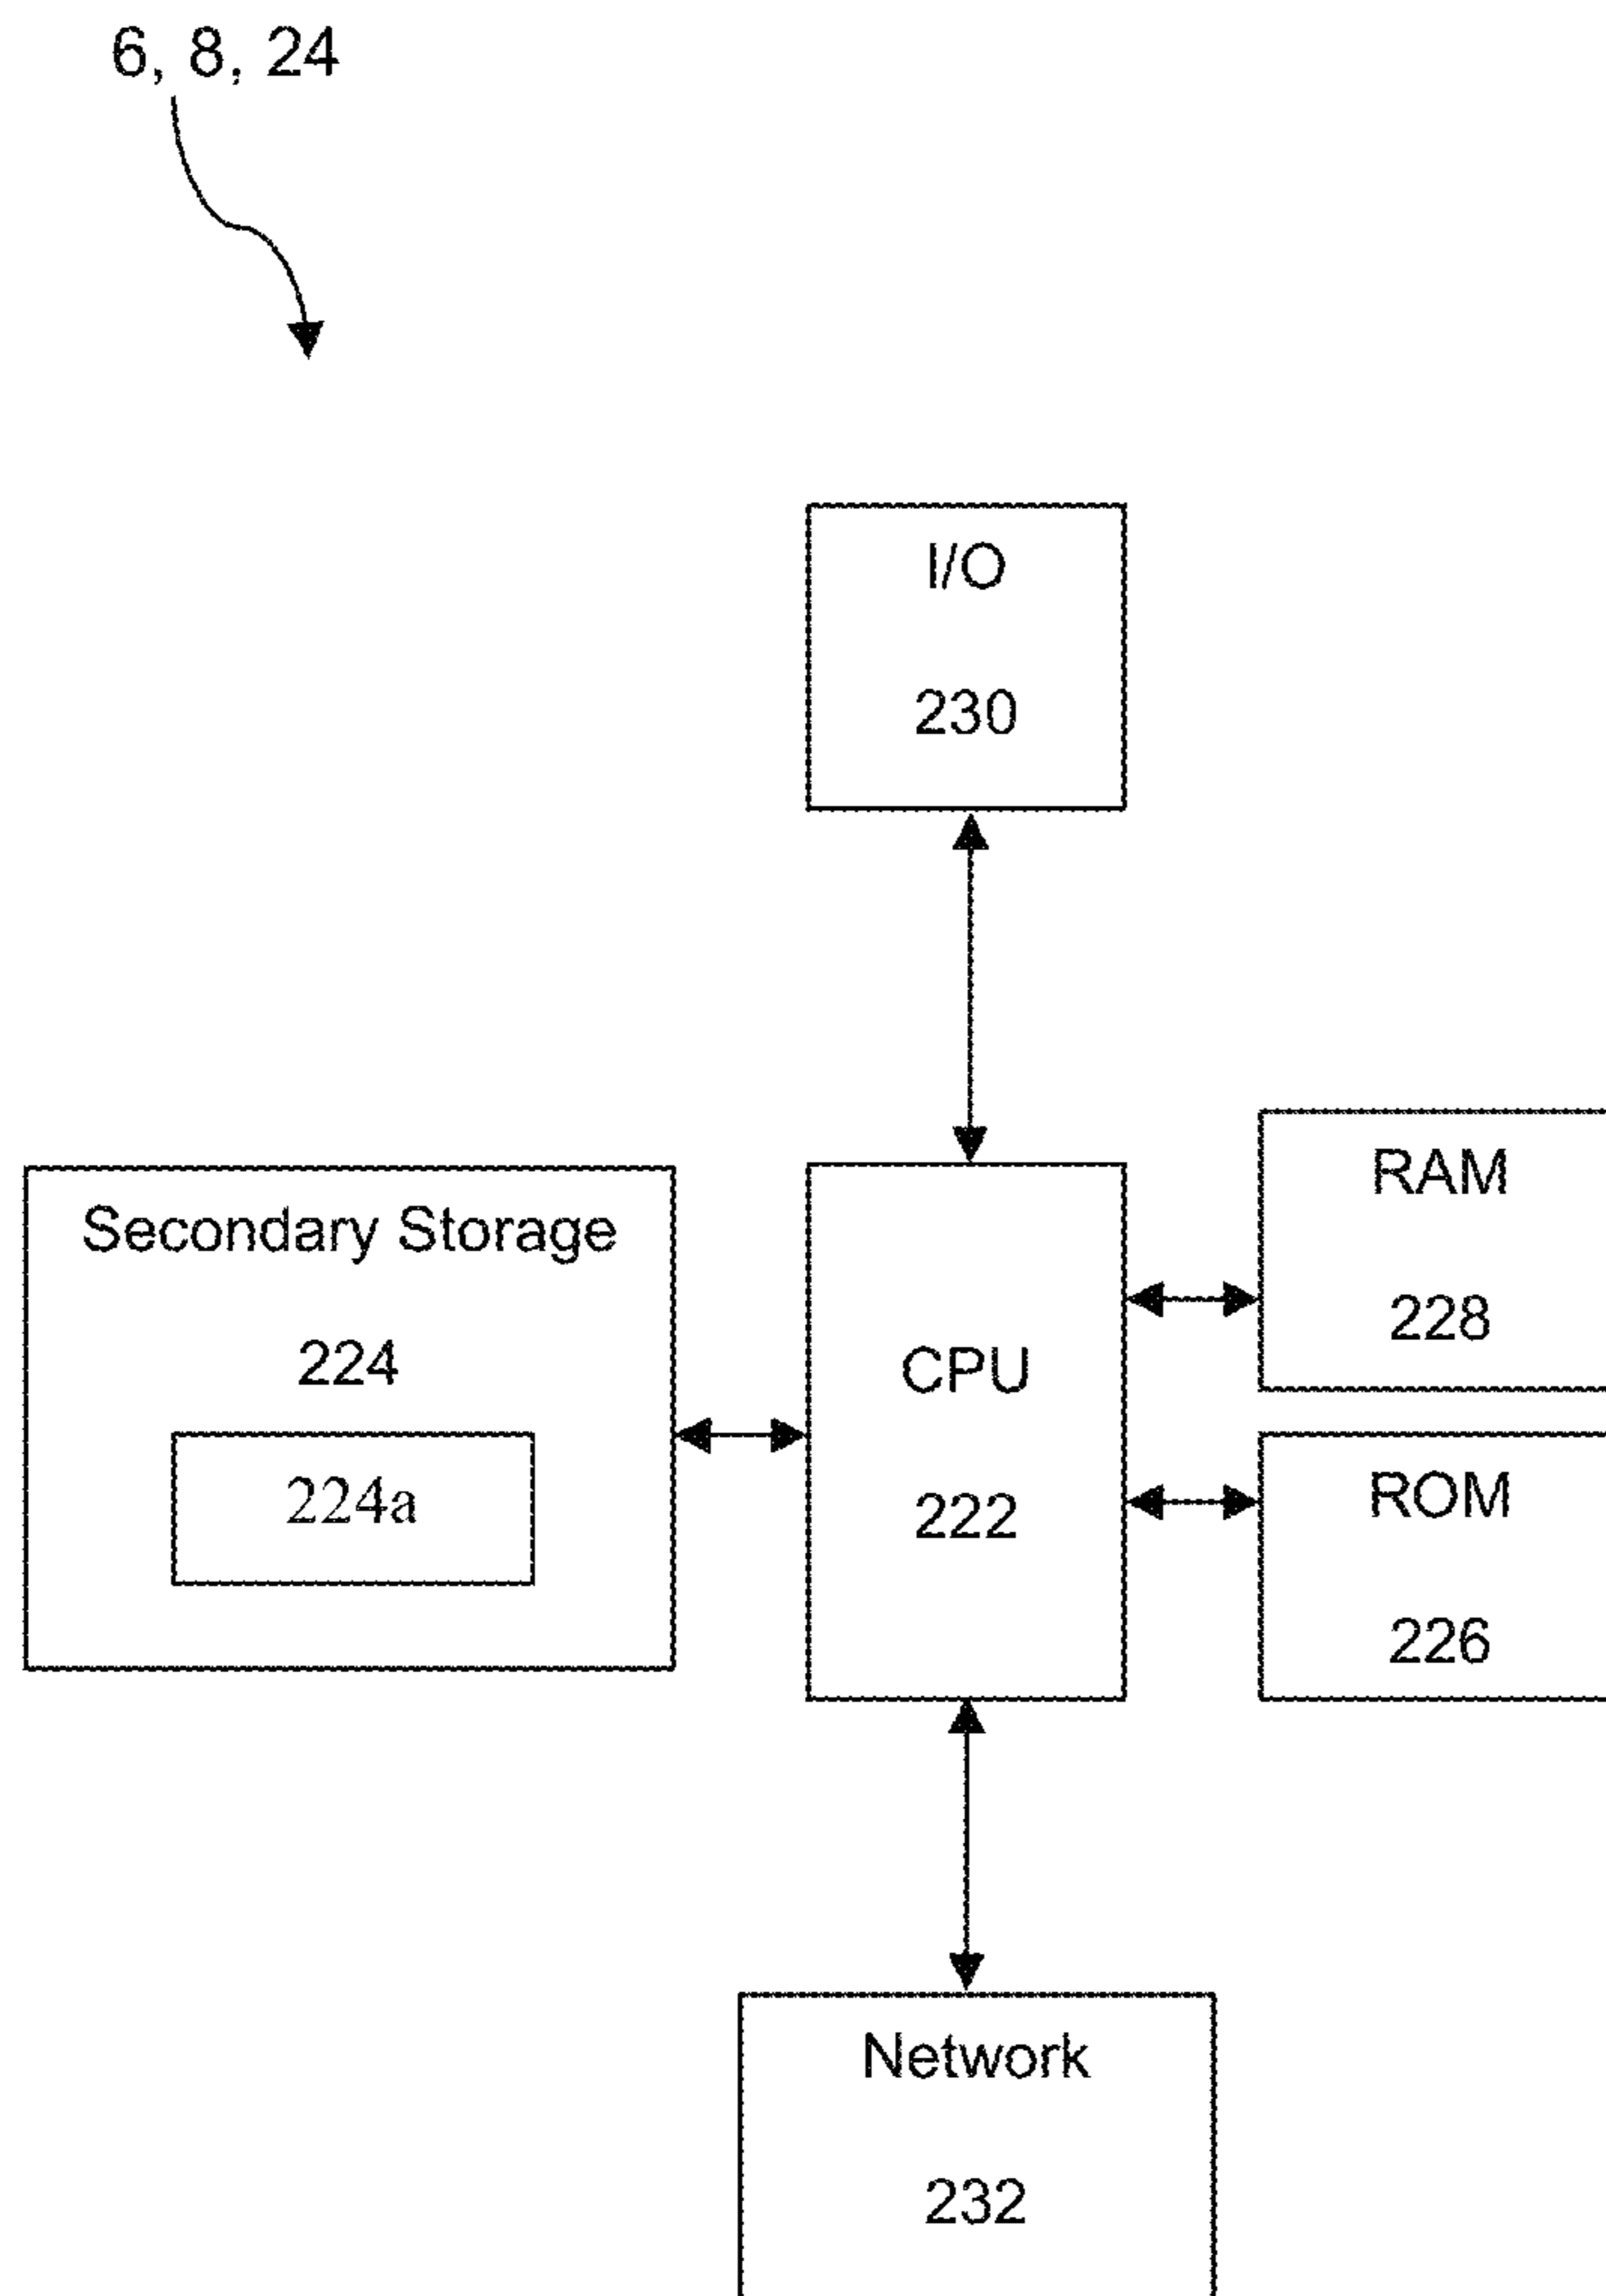 6, 8, 24
I/O
230
Secondary Storage
224
224a
CPU
222
RAM
228
ROM
226
Network
232